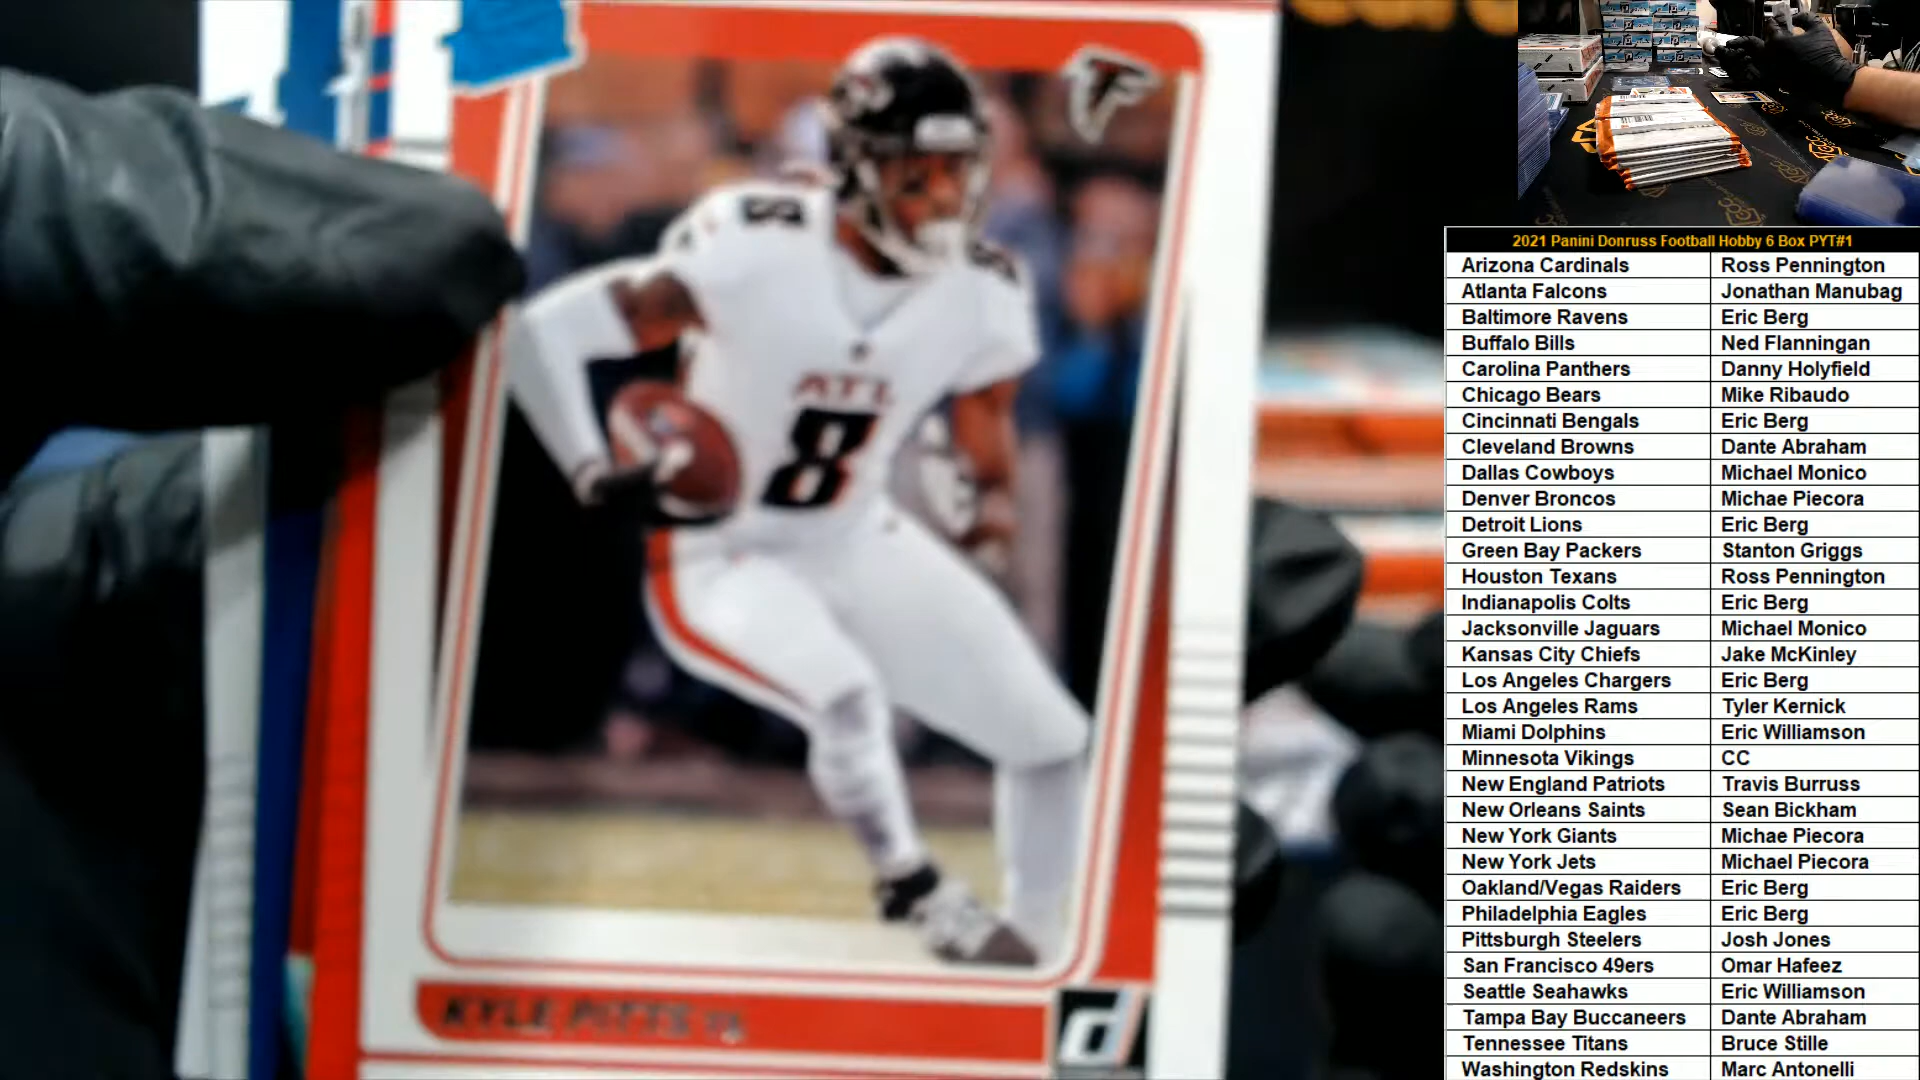 8
ATL
8
KYLE PITTS TE
d
2021 Panini Donruss Football Hobby 6 Box PYT#1
Arizona Cardinals Ross Pennington
Atlanta Falcons Jonathan Manubag
Baltimore Ravens Eric Berg
Buffalo Bills Ned Flanningan
Carolina Panthers Danny Holyfield
Chicago Bears Mike Ribaudo
Cincinnati Bengals Eric Berg
Cleveland Browns Dante Abraham
Dallas Cowboys Michael Monico
Denver Broncos Michae Piecora
Detroit Lions Eric Berg
Green Bay Packers Stanton Griggs
Houston Texans Ross Pennington
Indianapolis Colts Eric Berg
Jacksonville Jaguars Michael Monico
Kansas City Chiefs Jake McKinley
Los Angeles Chargers Eric Berg
Los Angeles Rams Tyler Kernick
Miami Dolphins Eric Williamson
Minnesota Vikings CC
New England Patriots Travis Burruss
New Orleans Saints Sean Bickham
New York Giants Michae Piecora
New York Jets Michael Piecora
Oakland/Vegas Raiders Eric Berg
Philadelphia Eagles Eric Berg
Pittsburgh Steelers Josh Jones
San Francisco 49ers Omar Hafeez
Seattle Seahawks Eric Williamson
Tampa Bay Buccaneers Dante Abraham
Tennessee Titans Bruce Stille
Washington Redskins Marc Antonelli